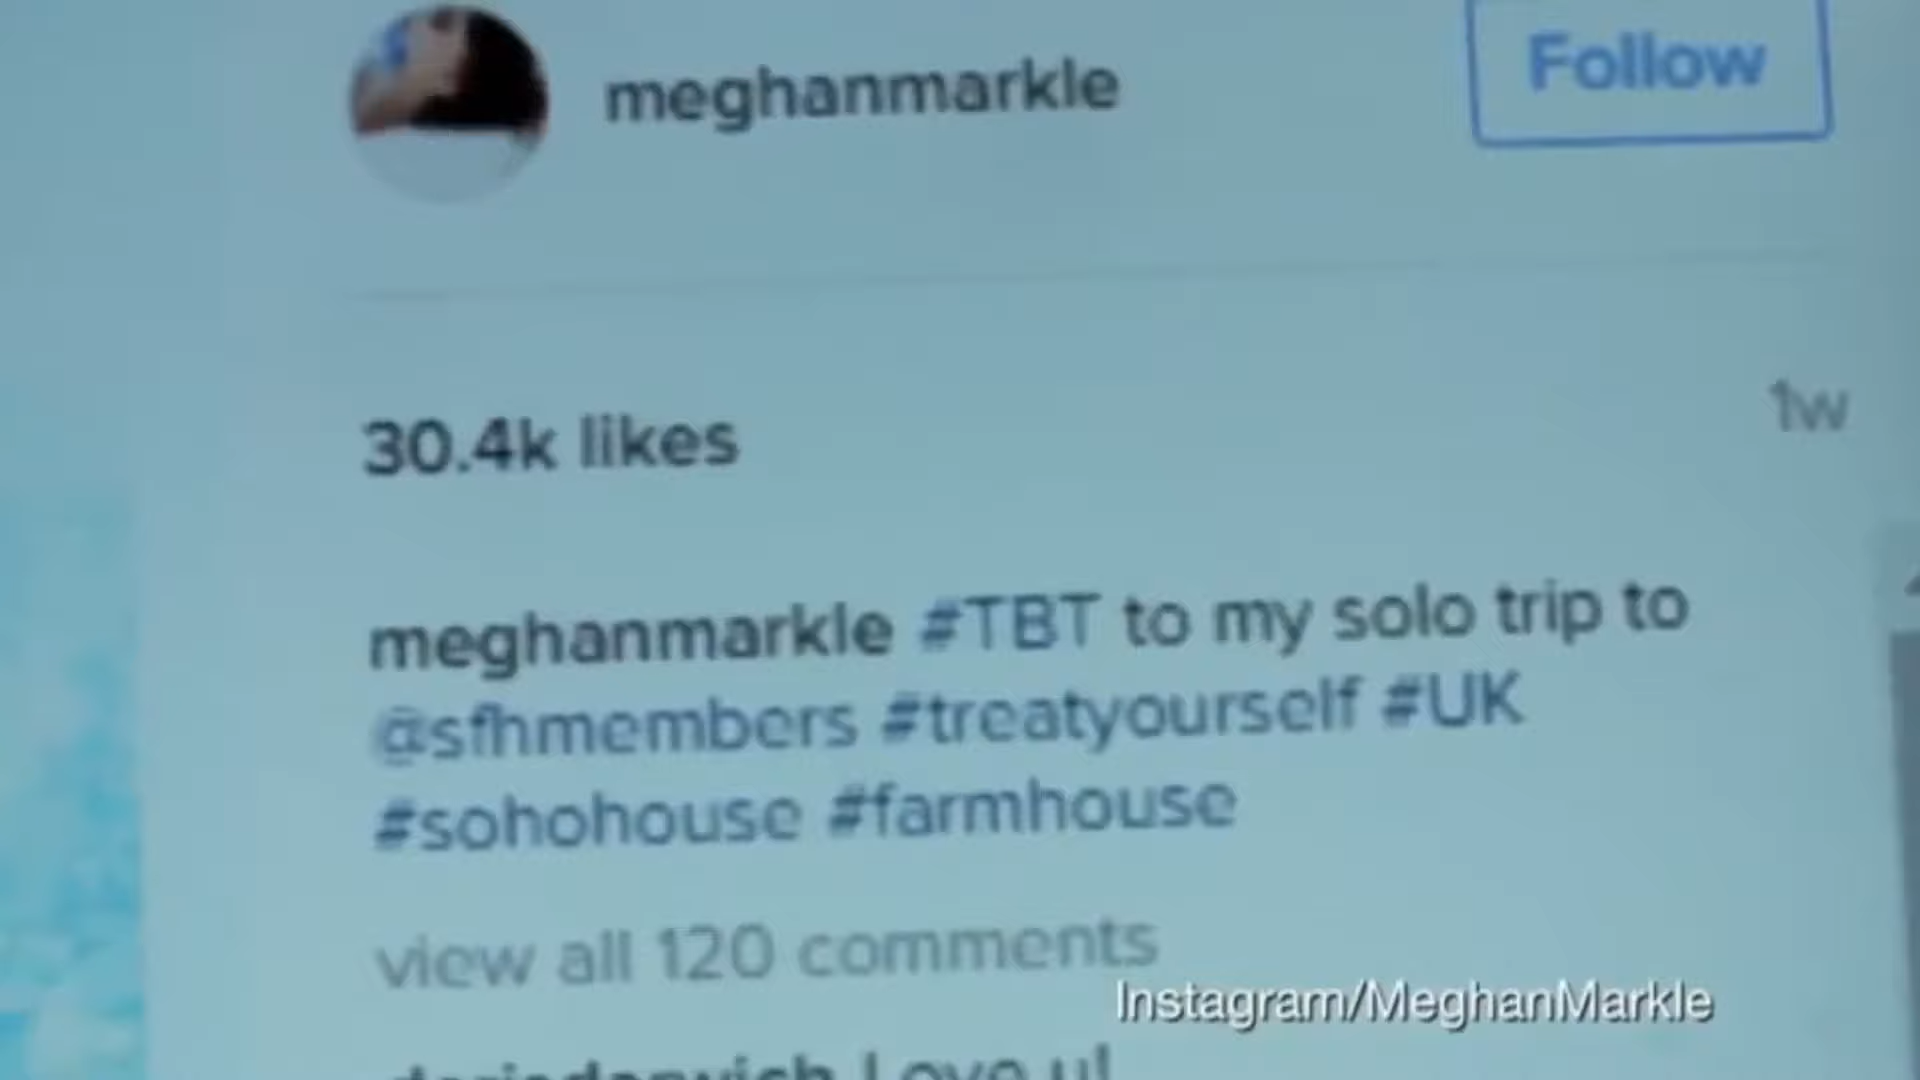 meghanmarkle
Follow
30.4k likes
1w
meghanmarkle #TBT to my solo trip to
@sfhmembers #treatyourself #UK
#sohohouse #farmhouse
view all 120 comments
Instagram/MeghanMarkle
Love u!